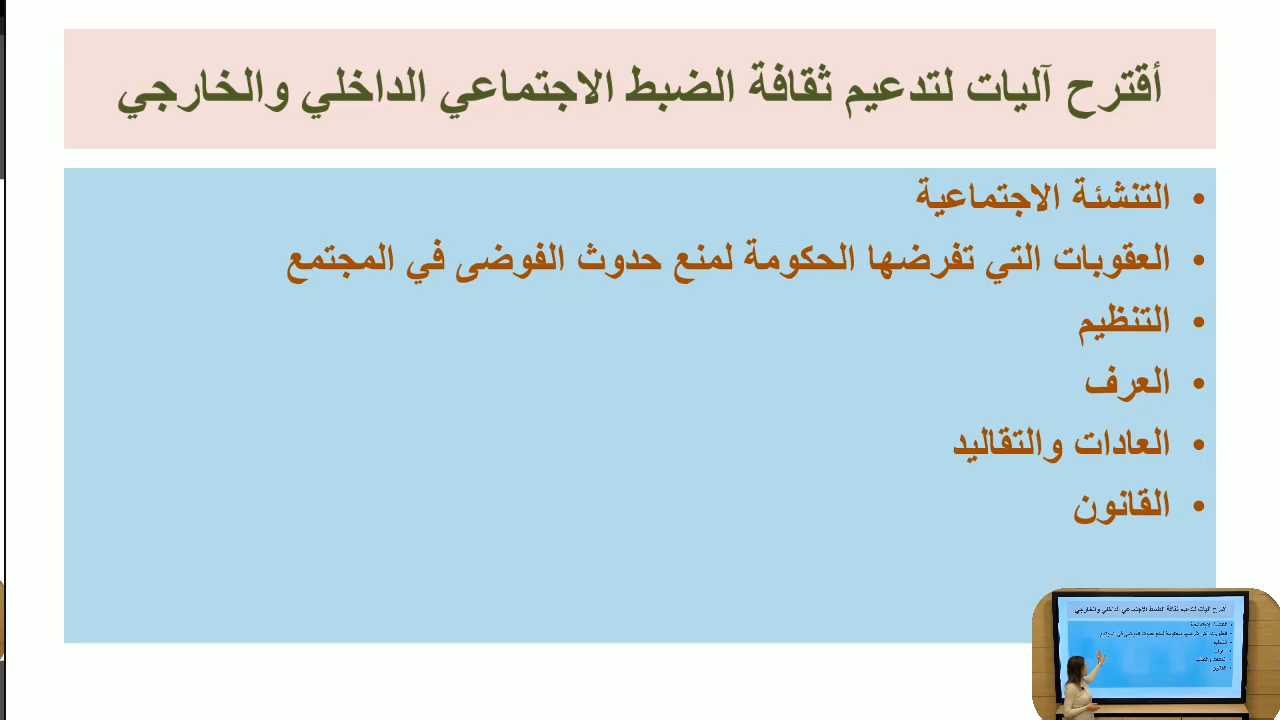 أقترح آليات لتدعيم ثقافة الضبط الاجتماعي الداخلي والخارجي
• التنشئة الاجتماعية
• العقوبات التي تفرضها الحكومة لمنع حدوث الفوضى في المجتمع
• التنظيم
• العرف
• العادات والتقاليد
• القانون